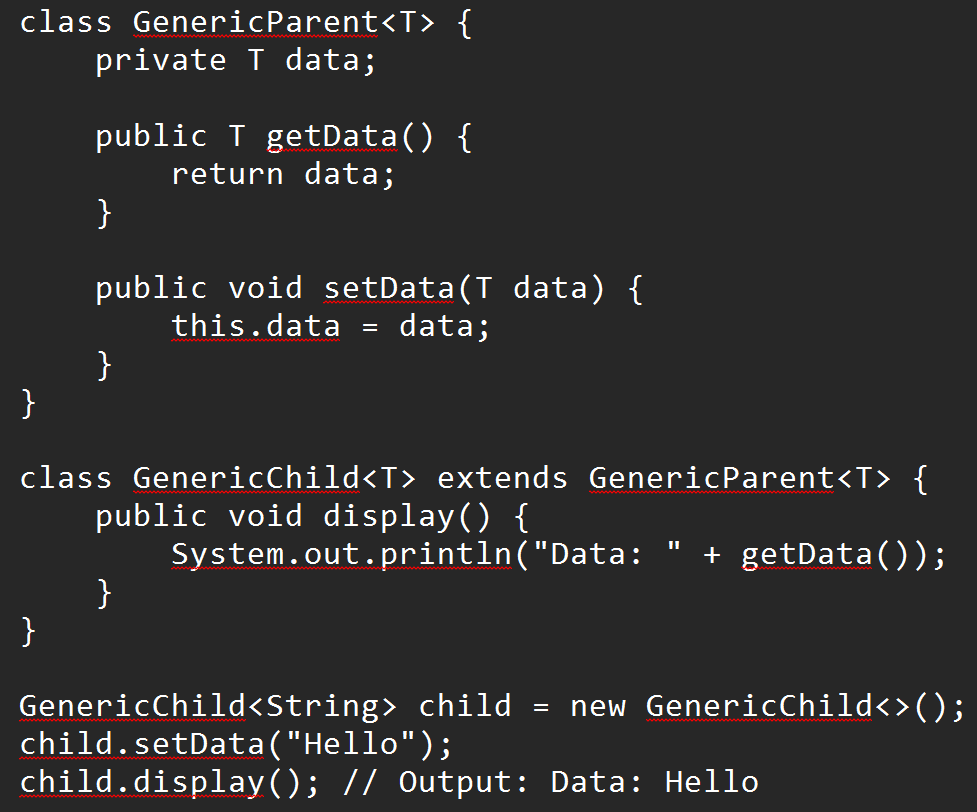 class GenericParent<T> {
    private T data;

    public T getData() {
        return data;
    }

    public void setData(T data) {
        this.data = data;
    }
}

class GenericChild<T> extends GenericParent<T> {
    public void display() {
        System.out.println("Data: " + getData());
    }
}

GenericChild<String> child = new GenericChild<>();
child.setData("Hello");
child.display(); // Output: Data: Hello